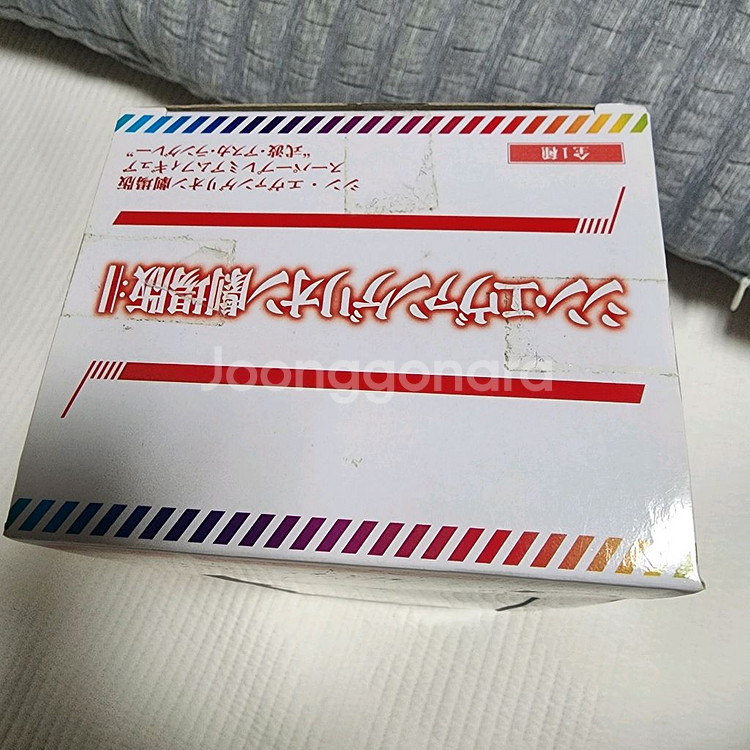 シン・エヴァンゲリオン劇場版:||
シン・エヴァンゲリオン劇場版
スーパープレミアムフィギュア
“式波・アスカ・ラングレー”
全1種
Joonggonara